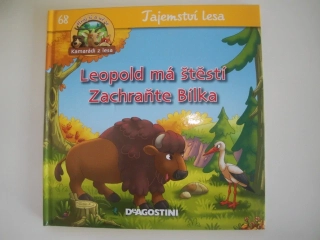 68
Tajemství lesa
Kamarádi z lesa
Leopold má štěstí
Zachraňte Bílka
DeAGOSTINI